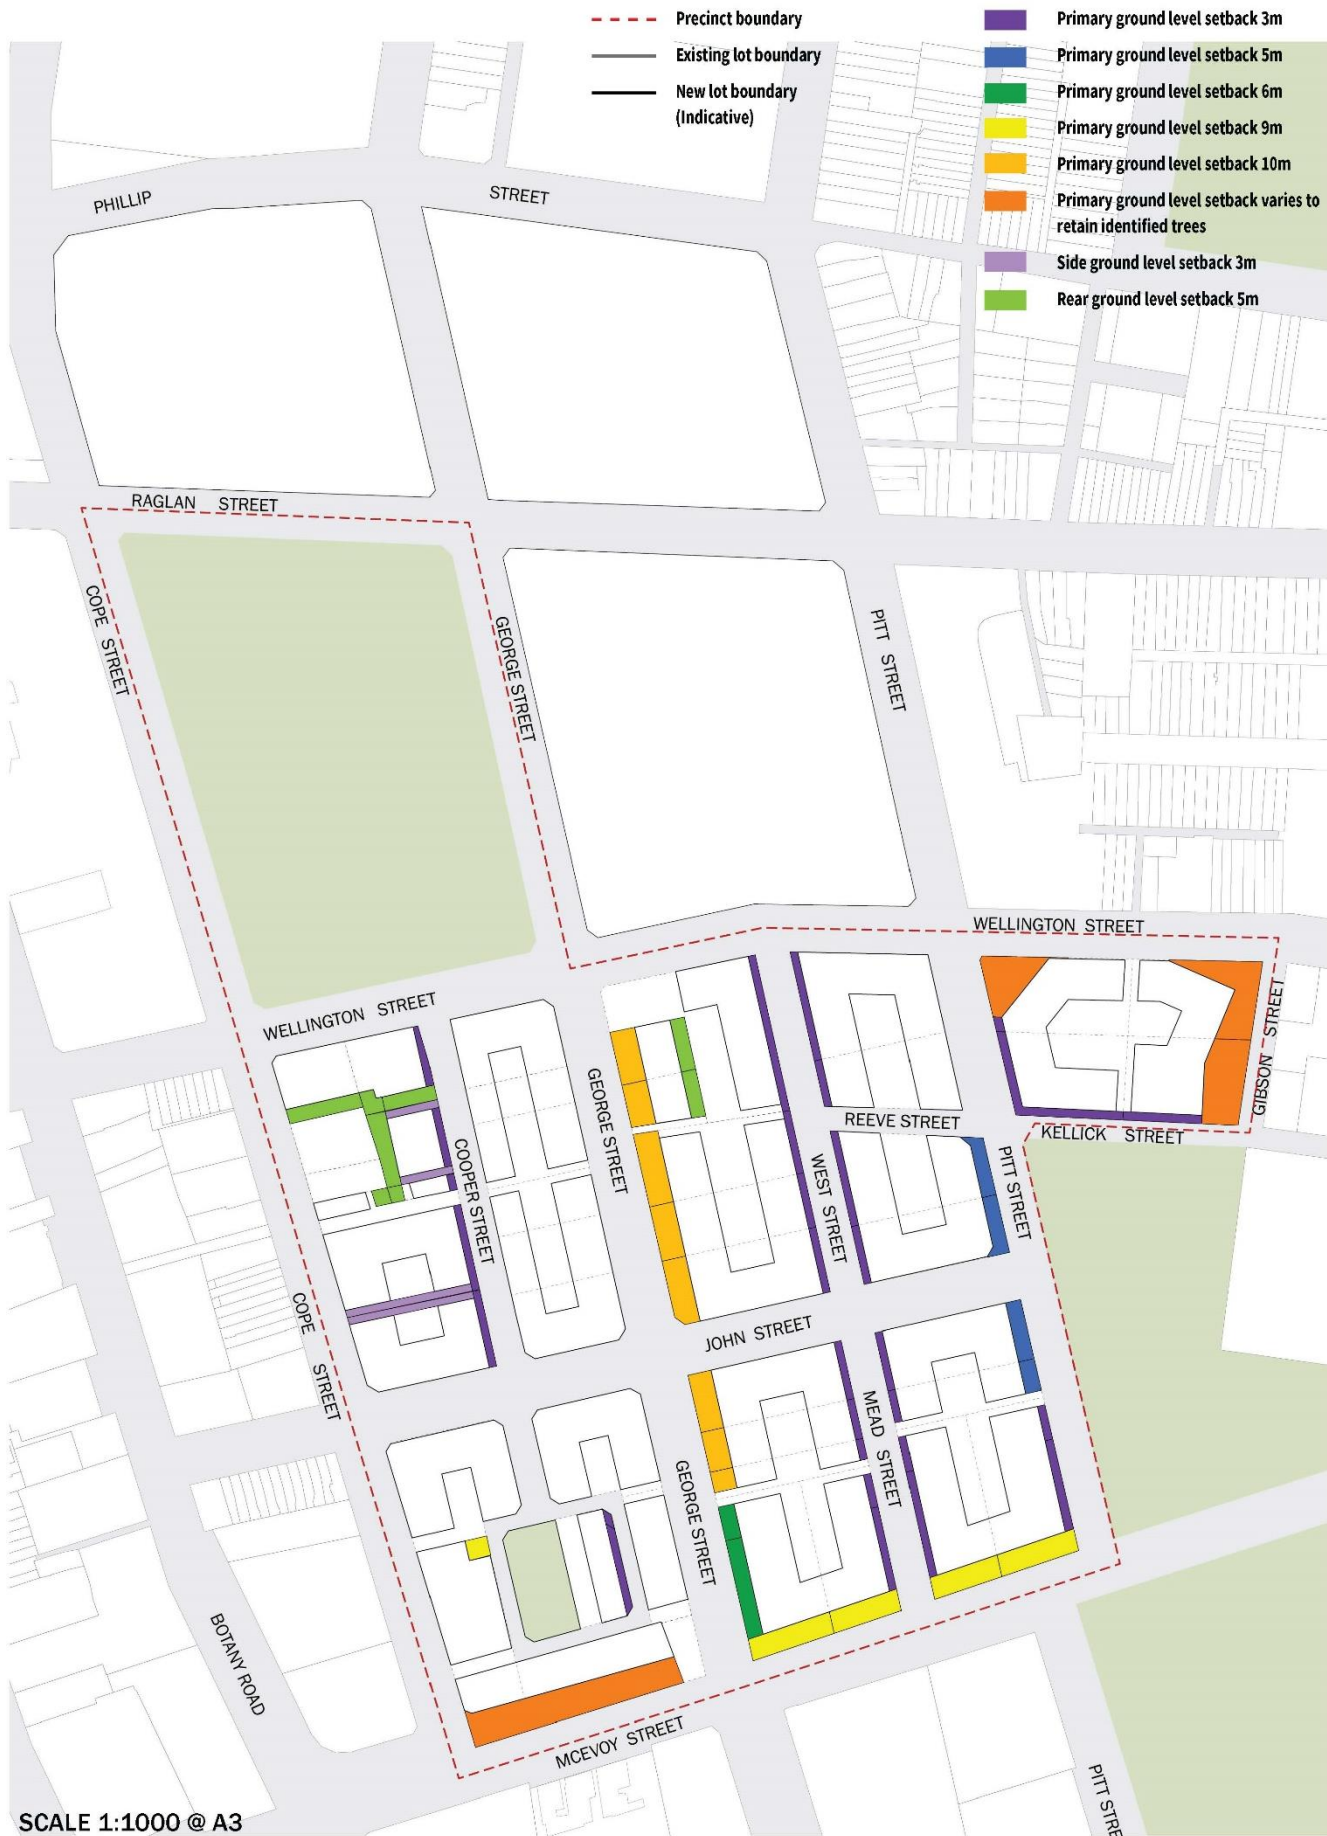 Precinct boundary
Existing lot boundary
New lot boundary
(Indicative)
Primary ground level setback 3m
Primary ground level setback 5m
Primary ground level setback 6m
Primary ground level setback 9m
Primary ground level setback 10m
Primary ground level setback varies to
retain identified trees
Side ground level setback 3m
Rear ground level setback 5m
PHILLIP STREET
RAGLAN STREET
COPE STREET
GEORGE STREET
PITT STREET
WELLINGTON STREET
WELLINGTON STREET
GIBSON STREET
GEORGE STREET
REEVE STREET
KELLICK STREET
COOPER STREET
WEST STREET
PITT STREET
COPE STREET
JOHN STREET
MEAD STREET
GEORGE STREET
BOTANY ROAD
MCEVOY STREET
PITT STRE
SCALE 1:1000 @ A3